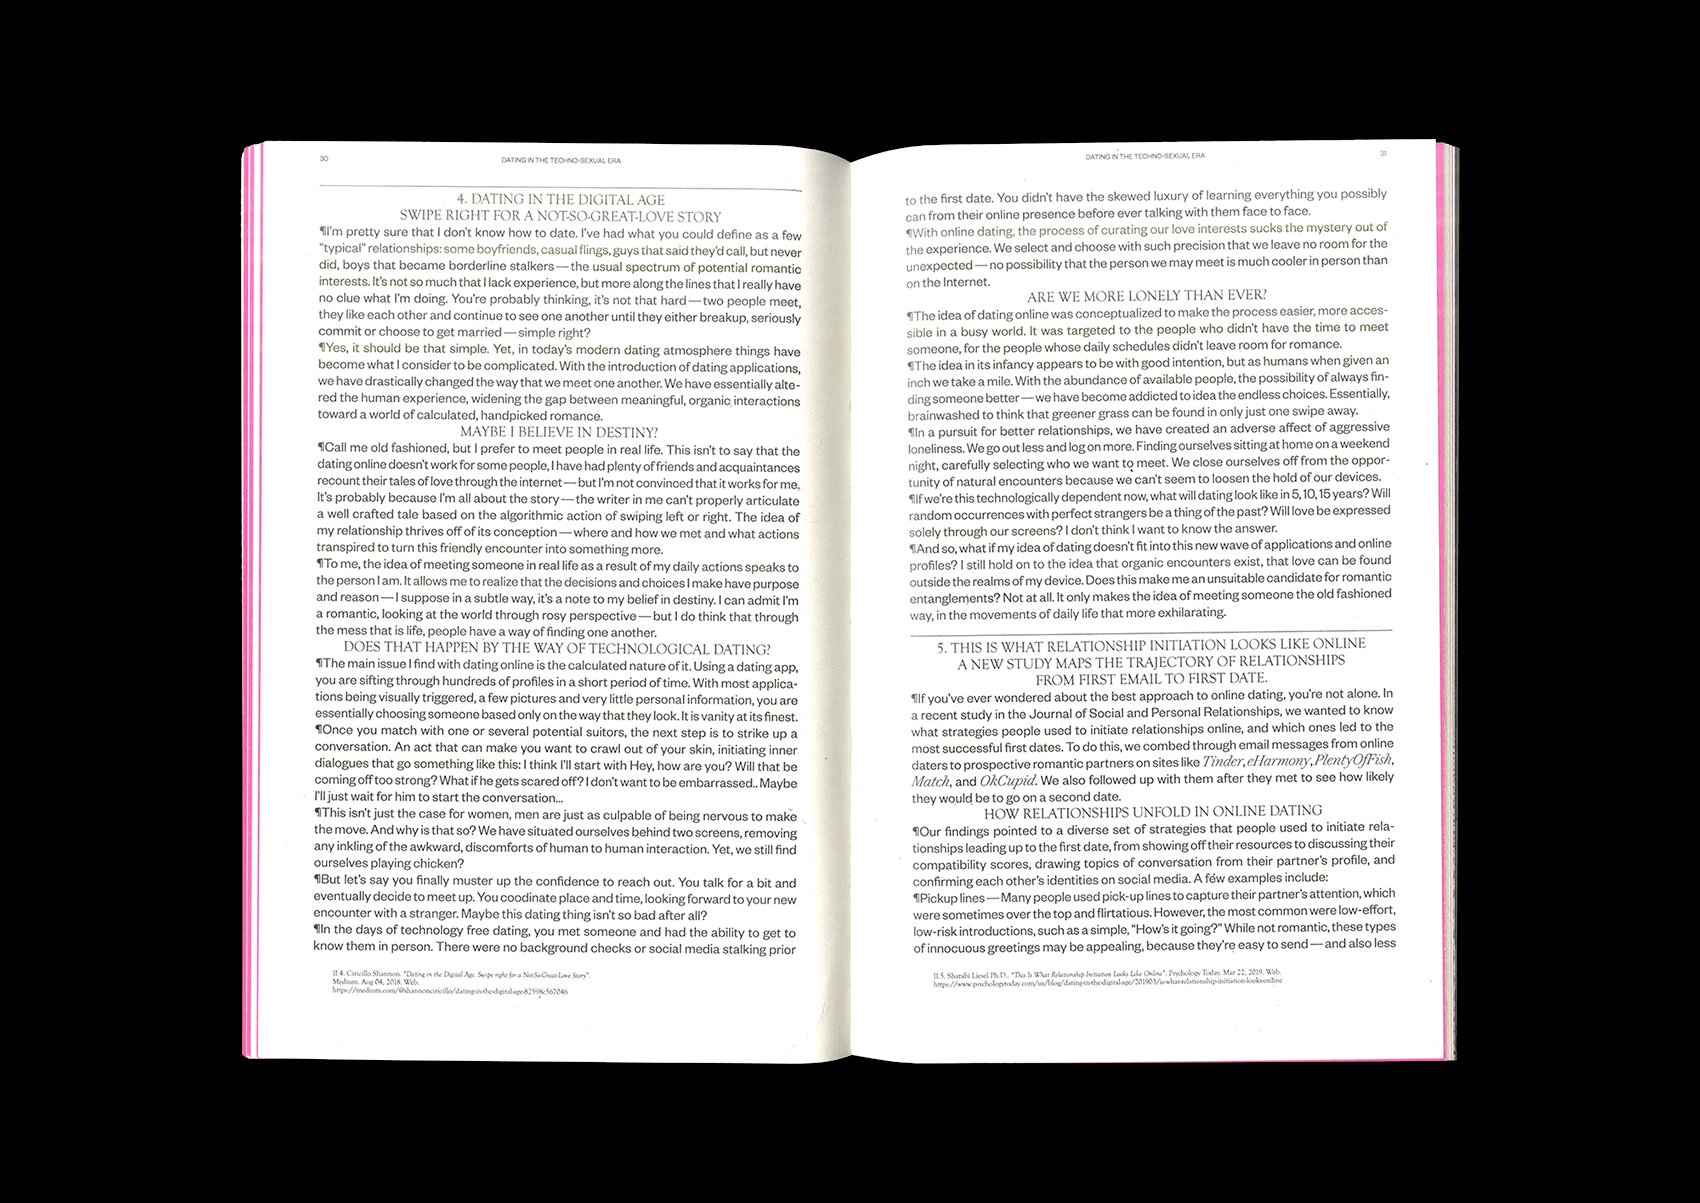 30
DATING IN THE TECHNO-SEXUAL ERA
4. DATING IN THE DIGITAL AGE
SWIPE RIGHT FOR A NOT-SO-GREAT-LOVE STORY
¶I'm pretty sure that I don't know how to date. I've had what you could define as a few
"typical" relationships: some boyfriends, casual flings, guys that said they'd call, but never
did, boys that became borderline stalkers — the usual spectrum of potential romantic
interests. It's not so much that I lack experience, but more along the lines that I really have
no clue what I'm doing. You're probably thinking, it's not that hard — two people meet,
they like each other and continue to see one another until they either breakup, seriously
commit or choose to get married — simple right?
¶Yes, it should be that simple. Yet, in today's modern dating atmosphere things have
become what I consider to be complicated. With the introduction of dating applications,
we have drastically changed the way that we meet one another. We have essentially alte-
red the human experience, widening the gap between meaningful, organic interactions
toward a world of calculated, handpicked romance.
MAYBE I BELIEVE IN DESTINY?
¶Call me old fashioned, but I prefer to meet people in real life. This isn't to say that the
dating online doesn't work for some people, I have had plenty of friends and acquaintances
recount their tales of love through the internet — but I'm not convinced that it works for me.
It's probably because I'm all about the story — the writer in me can't properly articulate
a well crafted tale based on the algorithmic action of swiping left or right. The idea of
my relationship thrives off of its conception — where and how we met and what actions
transpired to turn this friendly encounter into something more.
¶To me, the idea of meeting someone in real life as a result of my daily actions speaks to
the person I am. It allows me to realize that the decisions and choices I make have purpose
and reason — I suppose in a subtle way, it's a note to my belief in destiny. I can admit I'm
a romantic, looking at the world through rosy perspective — but I do think that through
the mess that is life, people have a way of finding one another.
DOES THAT HAPPEN BY THE WAY OF TECHNOLOGICAL DATING?
¶The main issue I find with dating online is the calculated nature of it. Using a dating app,
you are sifting through hundreds of profiles in a short period of time. With most applica-
tions being visually triggered, a few pictures and very little personal information, you are
essentially choosing someone based only on the way that they look. It is vanity at its finest.
¶Once you match with one or several potential suitors, the next step is to strike up a
conversation. An act that can make you want to crawl out of your skin, initiating inner
dialogues that go something like this: I think I'll start with Hey, how are you? Will that be
coming off too strong? What if he gets scared off? I don't want to be embarrassed.. Maybe
I'll just wait for him to start the conversation...
¶This isn't just the case for women, men are just as culpable of being nervous to make
the move. And why is that so? We have situated ourselves behind two screens, removing
any inkling of the awkward, discomforts of human to human interaction. Yet, we still find
ourselves playing chicken?
¶But let's say you finally muster up the confidence to reach out. You talk for a bit and
eventually decide to meet up. You coodinate place and time, looking forward to your new
encounter with a stranger. Maybe this dating thing isn't so bad after all?
¶In the days of technology free dating, you met someone and had the ability to get to
know them in person. There were no background checks or social media stalking prior
11.4. Ciricillo Shannon. "Dating in the Digital Age. Swipe right for a Not-So-Great-Love Story".
Medium. Aug 04, 2018. Web.
https://medium.com/@shannonciricillo/dating-in-the-digital-age-82598c567046
DATING IN THE TECHNO-SEXUAL ERA
31
to the first date. You didn't have the skewed luxury of learning everything you possibly
can from their online presence before ever talking with them face to face.
¶With online dating, the process of curating our love interests sucks the mystery out of
the experience. We select and choose with such precision that we leave no room for the
unexpected — no possibility that the person we may meet is much cooler in person than
on the Internet.
ARE WE MORE LONELY THAN EVER?
¶The idea of dating online was conceptualized to make the process easier, more acces-
sible in a busy world. It was targeted to the people who didn't have the time to meet
someone, for the people whose daily schedules didn't leave room for romance.
¶The idea in its infancy appears to be with good intention, but as humans when given an
inch we take a mile. With the abundance of available people, the possibility of always fin-
ding someone better — we have become addicted to idea the endless choices. Essentially,
brainwashed to think that greener grass can be found in only just one swipe away.
¶In a pursuit for better relationships, we have created an adverse affect of aggressive
loneliness. We go out less and log on more. Finding ourselves sitting at home on a weekend
night, carefully selecting who we want to meet. We close ourselves off from the oppor-
tunity of natural encounters because we can't seem to loosen the hold of our devices.
¶If we're this technologically dependent now, what will dating look like in 5, 10, 15 years? Will
random occurrences with perfect strangers be a thing of the past? Will love be expressed
solely through our screens? I don't think I want to know the answer.
¶And so, what if my idea of dating doesn't fit into this new wave of applications and online
profiles? I still hold on to the idea that organic encounters exist, that love can be found
outside the realms of my device. Does this make me an unsuitable candidate for romantic
entanglements? Not at all. It only makes the idea of meeting someone the old fashioned
way, in the movements of daily life that more exhilarating.
5. THIS IS WHAT RELATIONSHIP INITIATION LOOKS LIKE ONLINE
A NEW STUDY MAPS THE TRAJECTORY OF RELATIONSHIPS
FROM FIRST EMAIL TO FIRST DATE.
¶If you've ever wondered about the best approach to online dating, you're not alone. In
a recent study in the Journal of Social and Personal Relationships, we wanted to know
what strategies people used to initiate relationships online, and which ones led to the
most successful first dates. To do this, we combed through email messages from online
daters to prospective romantic partners on sites like Tinder, eHarmony, PlentyOfFish,
Match, and OkCupid. We also followed up with them after they met to see how likely
they would be to go on a second date.
HOW RELATIONSHIPS UNFOLD IN ONLINE DATING
¶Our findings pointed to a diverse set of strategies that people used to initiate rela-
tionships leading up to the first date, from showing off their resources to discussing their
compatibility scores, drawing topics of conversation from their partner's profile, and
confirming each other's identities on social media. A few examples include:
¶Pickup lines — Many people used pick-up lines to capture their partner's attention, which
were sometimes over the top and flirtatious. However, the most common were low-effort,
low-risk introductions, such as a simple, "How's it going?" While not romantic, these types
of innocuous greetings may be appealing, because they're easy to send — and also less
11.5. Sharabi Liesel Ph.D.. "This Is What Relationship Initiation Looks Like Online". Psychology Today. Mar 22, 2019. Web.
https://www.psychologytoday.com/us/blog/dating-in-the-digital-age/201903/is-what-relationship-initiation-looks-online